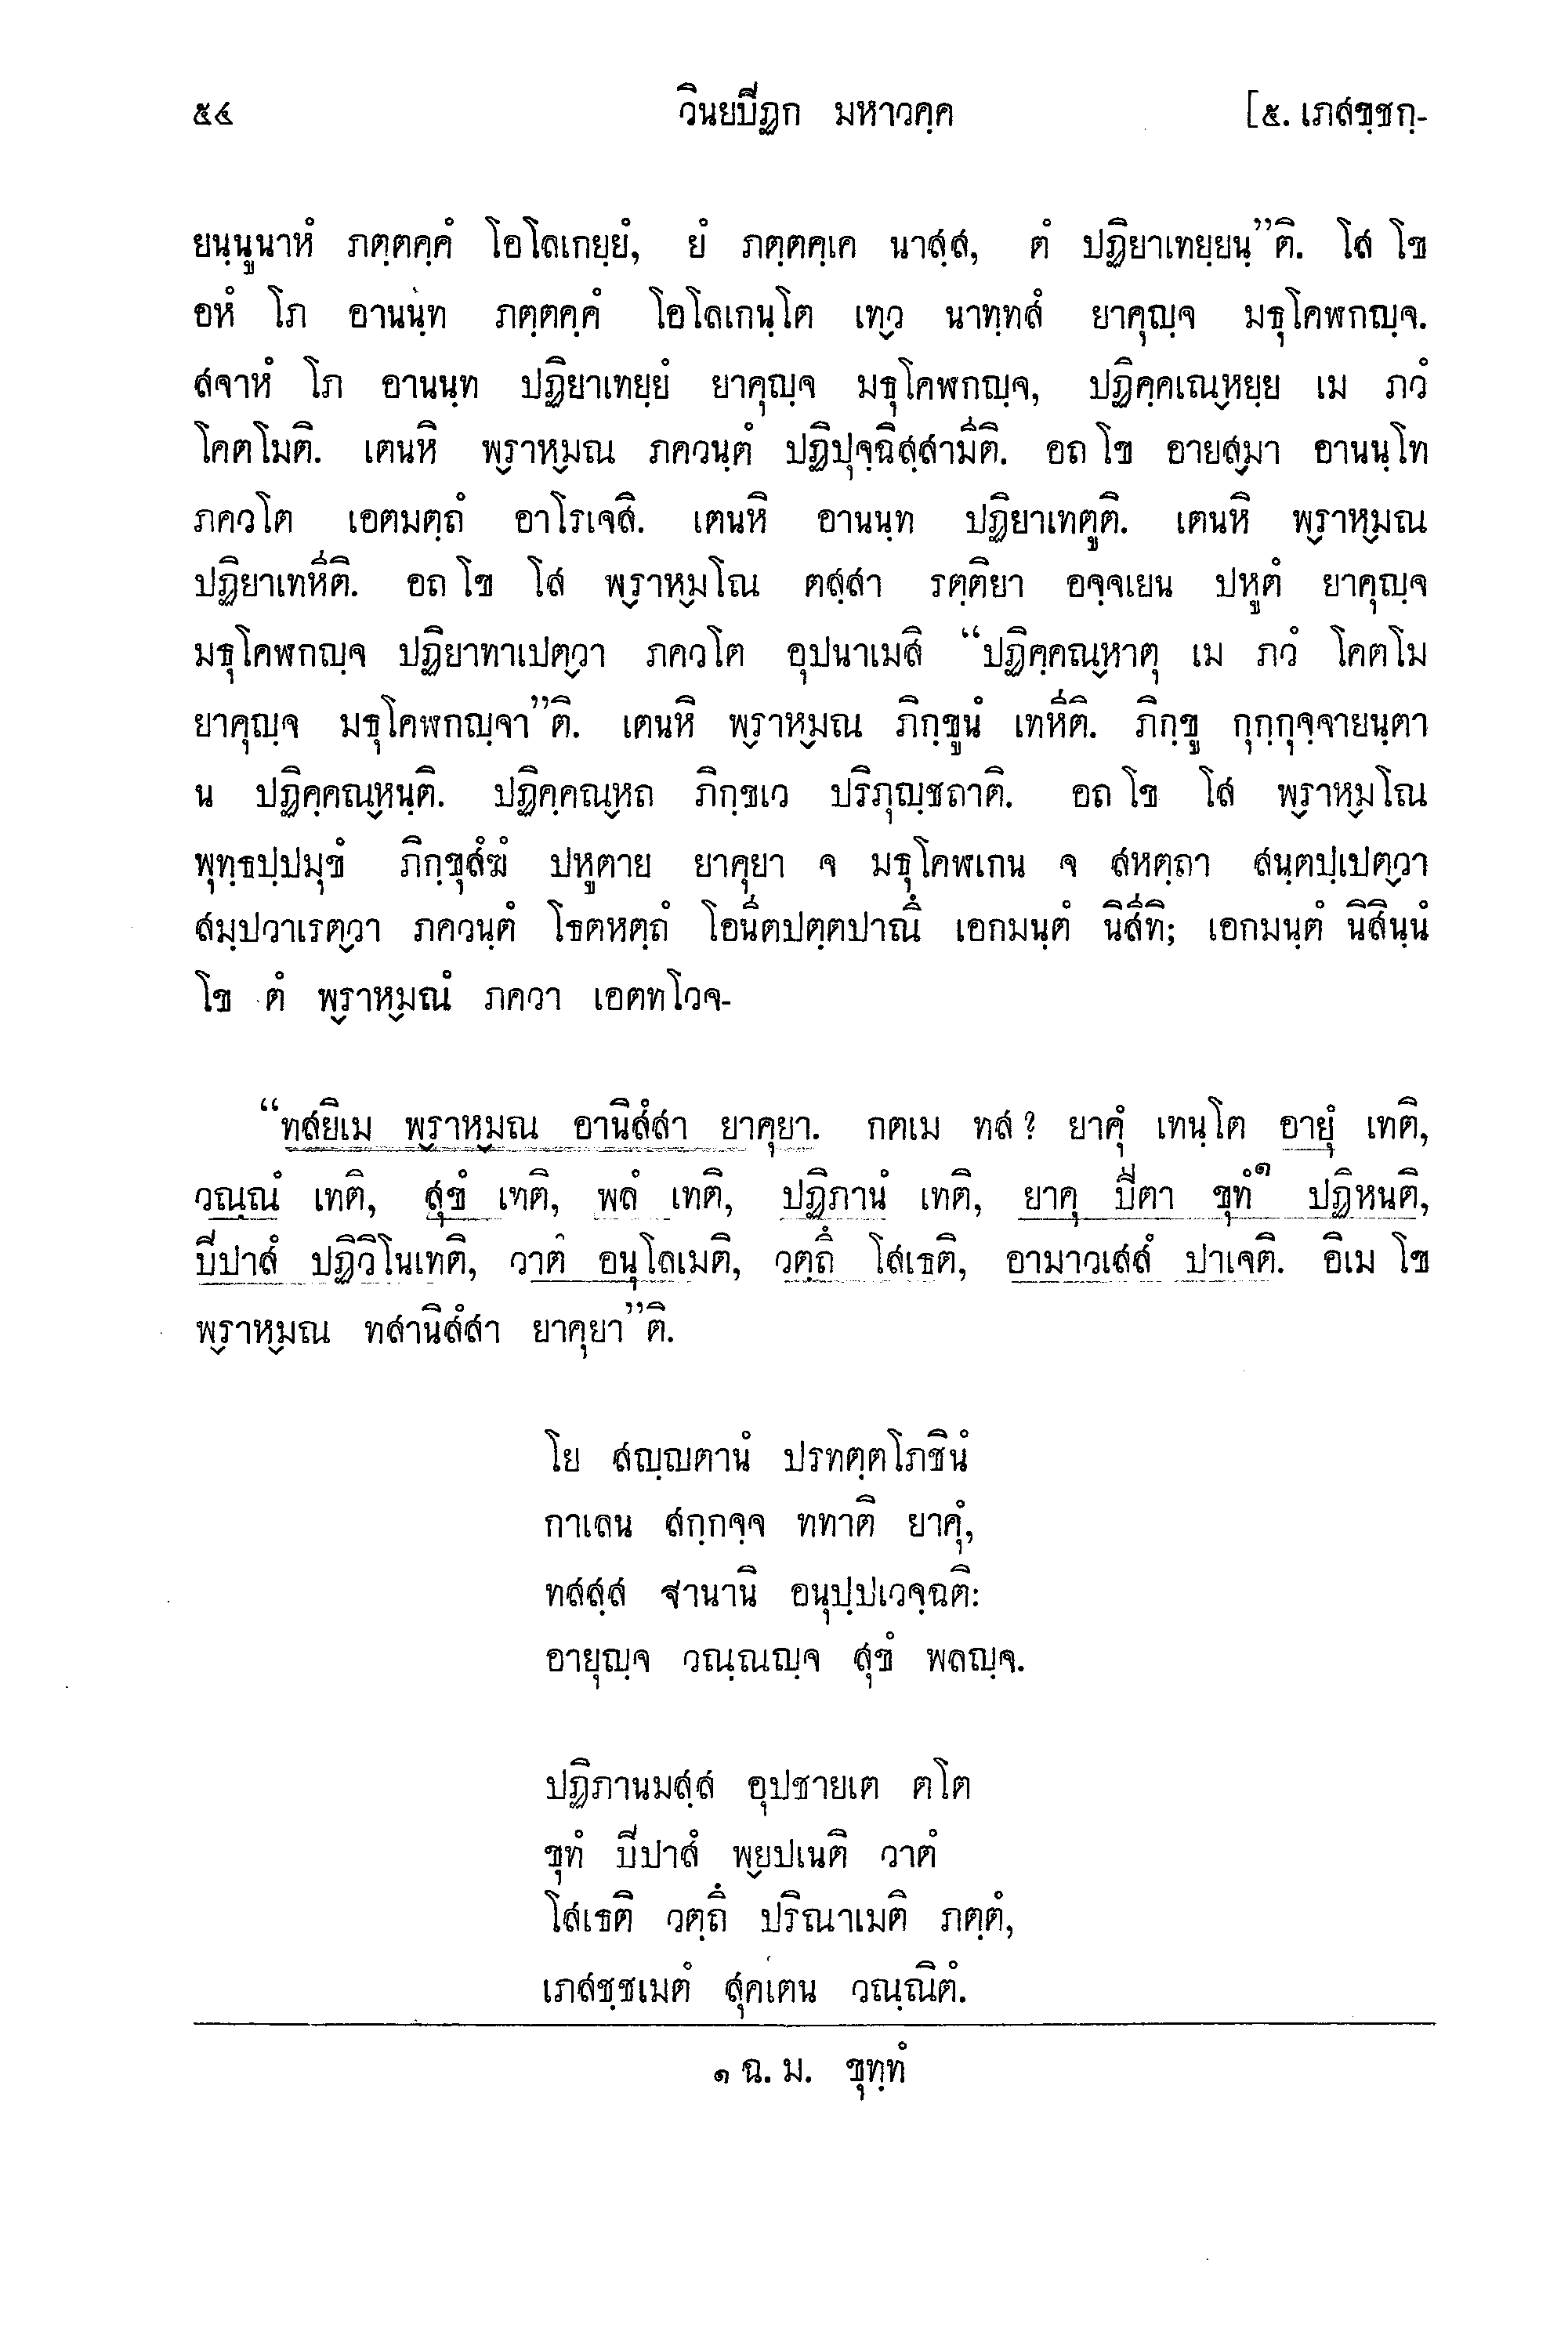 ๕๔ วินยปิฏก มหาวคฺค [๕. เภสชฺชกฺ-
ยนฺนูนาหํ ภตฺตคฺคํ โอโลเกยฺยํ, ยํ ภตฺตคฺเค นาสฺส, ตํ ปฏิยาเทยฺยนฺ”ติ. โส โข
อหํ โภ อานนฺท ภตฺตคฺคํ โอโลเกนฺโต เทฺว นาทฺทสํ ยาคุญฺจ มธุโคฬกญฺจ.
สจาหํ โภ อานนฺท ปฏิยาเทยฺยํ ยาคุญฺจ มธุโคฬกญฺจ, ปฏิคฺคเณฺหยฺย เม ภวํ
โคตโมติ. เตนหิ พฺราหฺมณ ภควนฺตํ ปฏิปุจฺฉิสฺสามีติ. อถ โข อายสฺมา อานนฺโท
ภควโต เอตมตฺถํ อาโรเจสิ. เตนหิ อานนฺท ปฏิยาเทตูติ. เตนหิ พฺราหฺมณ
ปฏิยาเทหีติ. อถ โข โส พฺราหฺมโณ ตสฺสา รตฺติยา อจฺจเยน ปหูตํ ยาคุญฺจ
มธุโคฬกญฺจ ปฏิยาทาเปตฺวา ภควโต อุปนาเมสิ “ปฏิคฺคณฺหาตุ เม ภวํ โคตโม
ยาคุญฺจ มธุโคฬกญฺจา”ติ. เตนหิ พฺราหฺมณ ภิกฺขูนํ เทหีติ. ภิกฺขู กุกฺกุจฺจายนฺตา
น ปฏิคฺคณฺหนฺติ. ปฏิคฺคณฺหถ ภิกฺขเว ปริภุญฺชถาติ. อถ โข โส พฺราหฺมโณ
พุทฺธปฺปมุขํ ภิกฺขุสํฆํ ปหูตาย ยาคุยา จ มธุโคฬเกน จ สหตฺถา สนฺตปฺเปตฺวา
สมฺปวาเรตฺวา ภควนฺตํ โธตหตฺถํ โอนีตปตฺตปาณึ เอกมนฺตํ นิสีทิ; เอกมนฺตํ นิสินฺนํ
โข ตํ พฺราหฺมณํ ภควา เอตทโวจ-
“ทสยิเม พฺราหฺมณ อานิสํสา ยาคุยา. กตเม ทส? ยาคุํ เทนฺโต อายุํ เทติ,
วณฺณํ เทติ, สุขํ เทติ, พลํ เทติ, ปฏิภานํ เทติ, ยาคุ ปีตา ขุทํ๑ ปฏิหนติ,
ปิปาสํ ปฏิวิโนเทติ, วาตํ อนุโลเมติ, วตฺถึ โสเธติ, อามาวเสสํ ปาเจติ. อิเม โข
พฺราหฺมณ ทสานิสํสา ยาคุยา”ติ.
โย สญฺญตานํ ปรทตฺตโภชินํ
กาเลน สกฺกจฺจ ททาติ ยาคุํ,
ทสสฺส ฐานานิ อนุปฺปเวจฺฉติ:
อายุญฺจ วณฺณญฺจ สุขํ พลญฺจ.
ปฏิภานมสฺส อุปชายเต ตโต
ขุทํ ปิปาสํ พฺยปเนติ วาตํ
โสเธติ วตฺถึ ปริณาเมติ ภตฺตํ,
เภสชฺชเมตํ สุคเตน วณฺณิตํ.
๑ ฉ. ม. ขุทฺทํ